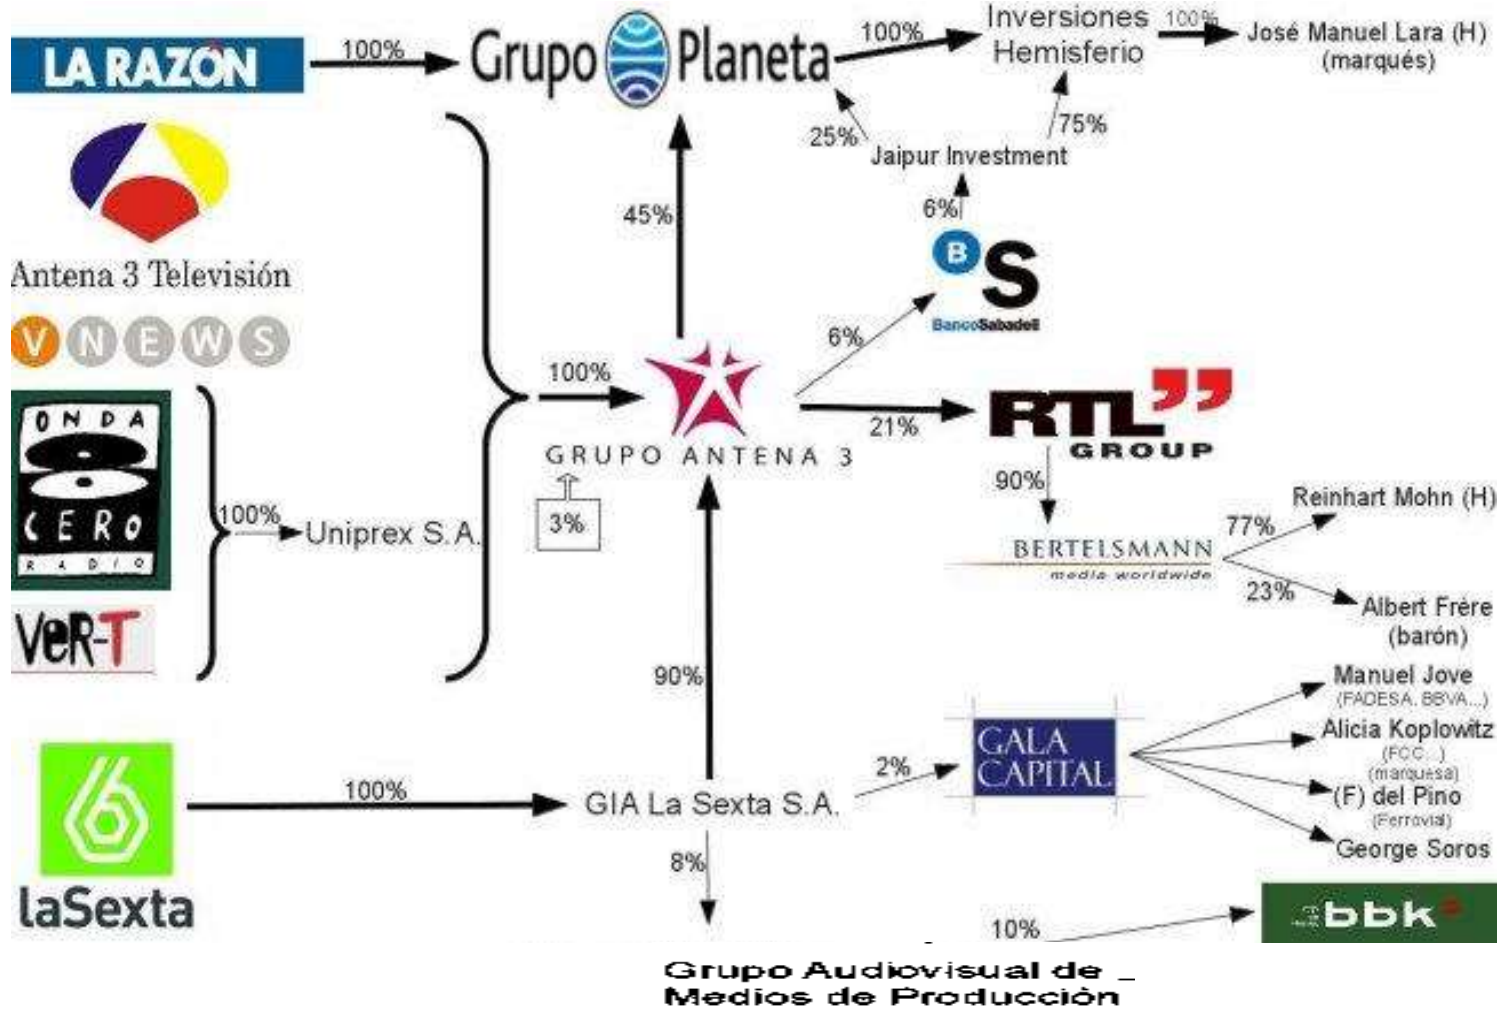 LA RAZÓN
100%
Grupo Planeta
100%
Inversiones
Hemisferio
100%
José Manuel Lara (H)
(marqués)
25%
75%
Jaipur Investment
6%
Antena 3 Televisión
45%
BS
BancoSabadell
6%
VNEWS
100%
GRUPO ANTENA 3
3%
21%
RTL
GROUP
90%
ONDA
CERO
RADIO
100%
Uniprex S.A.
BERTELSMANN
media worldwide
77%
Reinhart Mohn (H)
23%
Albert Frère
(barón)
VeR-T
90%
Manuel Jove
(FADESA, BBVA...)
Alicia Koplowitz
(FCC...)
(marquesa)
(F) del Pino
(Ferrovial)
George Soros
GALA
CAPITAL
2%
6
laSexta
100%
GIA La Sexta S.A.
8%
10%
bbk
Grupo Audiovisual de _
Medios de Producción